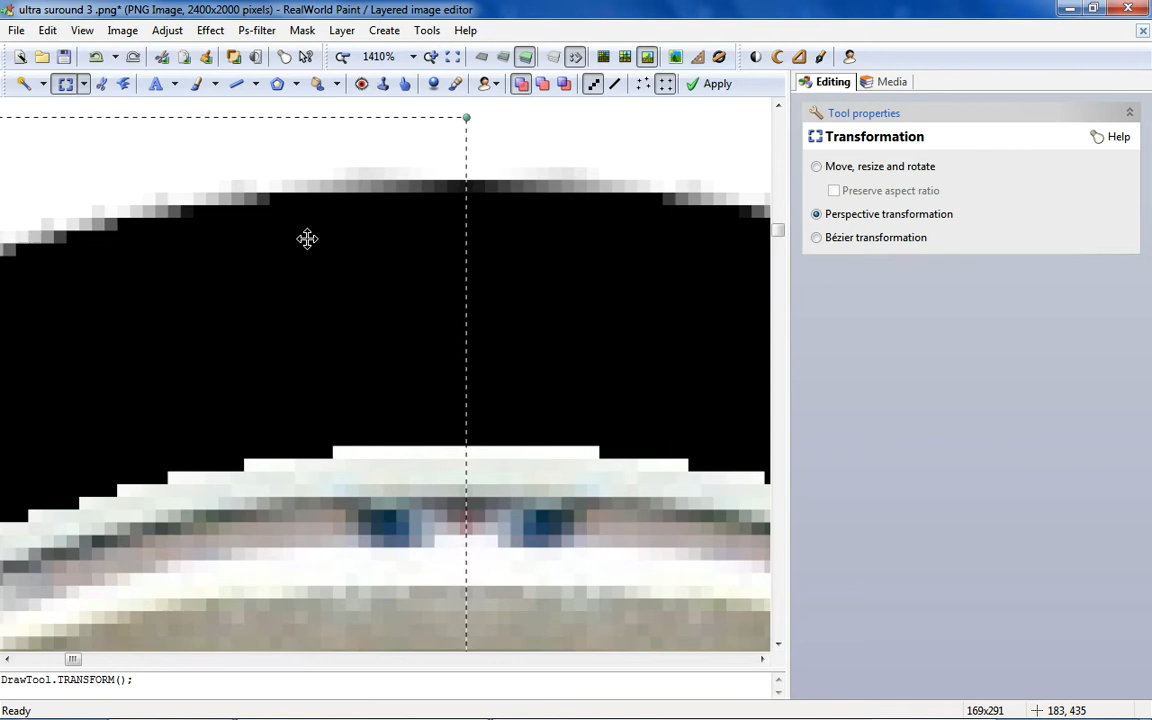 ultra suround 3 .png* (PNG Image, 2400x2000 pixels) - RealWorld Paint / Layered image editor
File Edit View Image Adjust Effect Ps-filter Mask Layer Create Tools Help
1410%
Apply
Editing Media
Tool properties
Transformation Help
Move, resize and rotate
Preserve aspect ratio
Perspective transformation
Bézier transformation
DrawTool.TRANSFORM();
Ready 169x291 183, 435